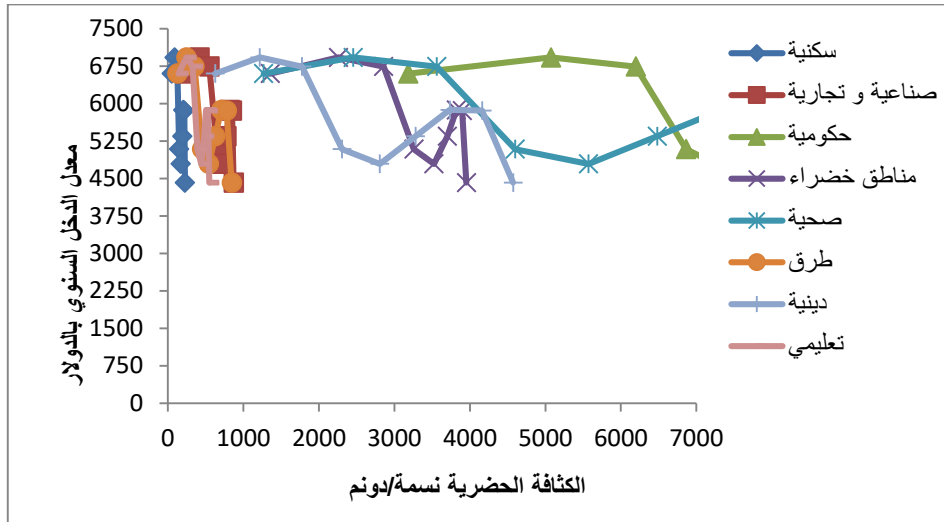 7500
6750
6000
5250
4500
3750
3000
2250
1500
750
0
معدل الدخل السنوي بالدولار
0 1000 2000 3000 4000 5000 6000 7000
الكثافة الحضرية نسمة/دونم
سكنية
صناعية و تجارية
حكومية
مناطق خضراء
صحية
طرق
دينية
تعليمي